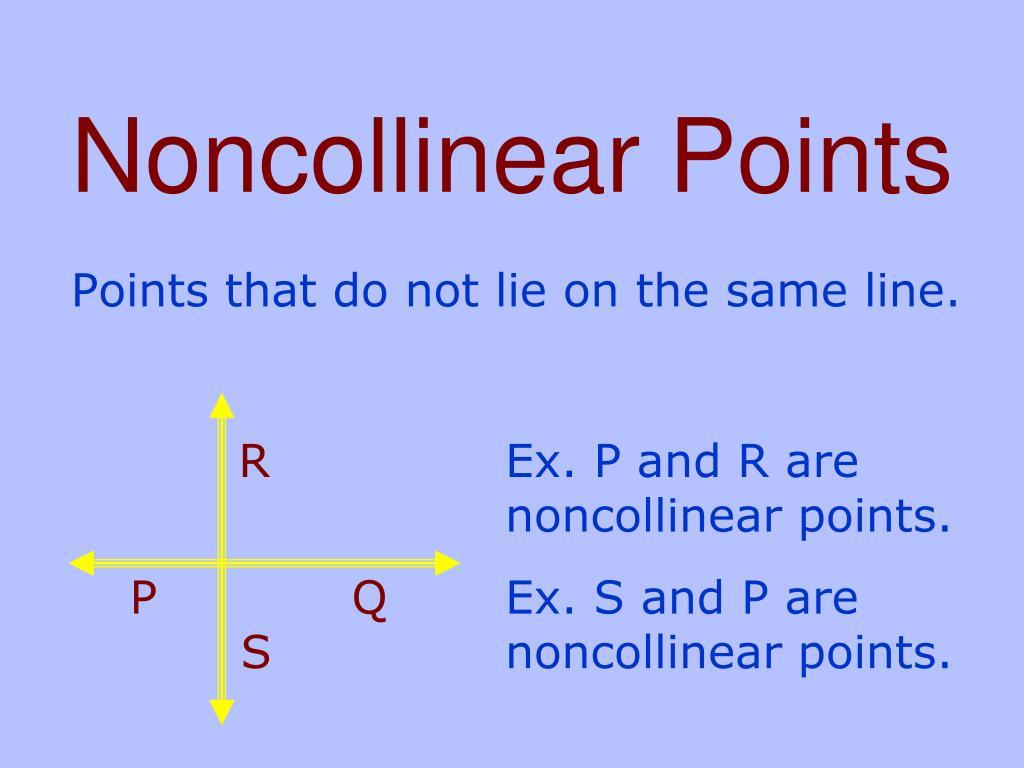 Noncollinear Points
Points that do not lie on the same line.
R
P
Q
S
Ex. P and R are
noncollinear points.
Ex. S and P are
noncollinear points.